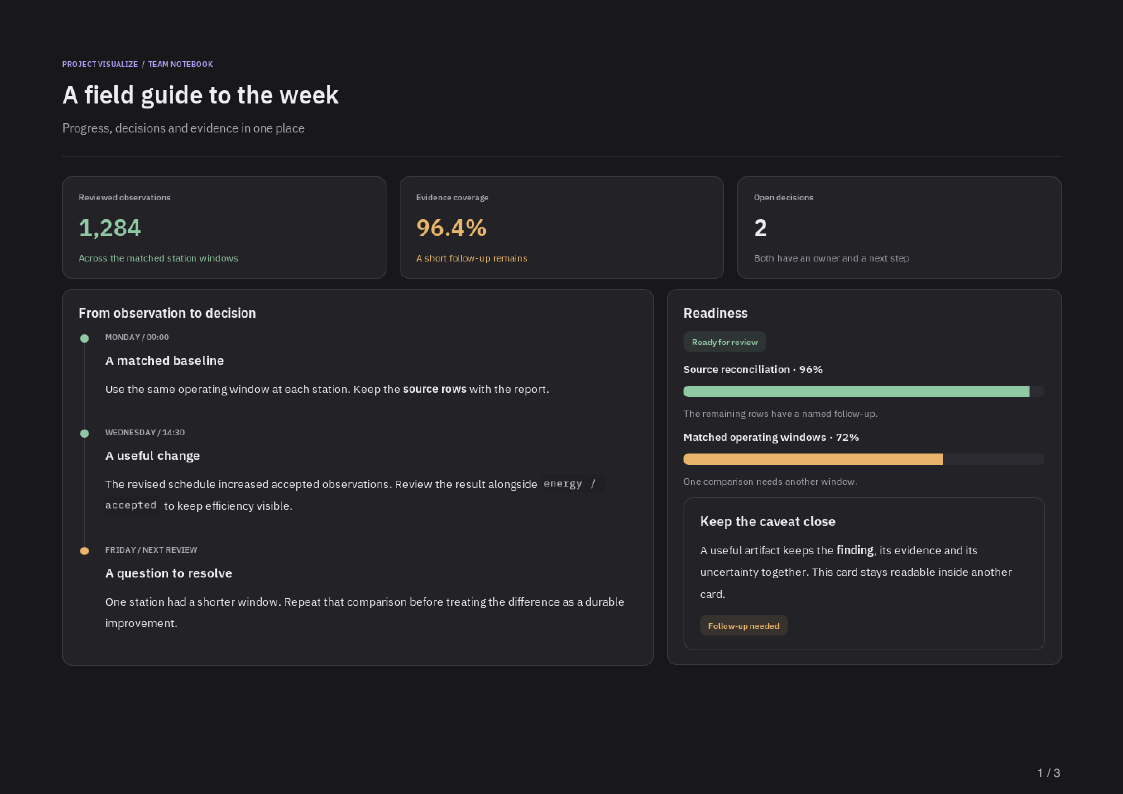 PROJECT VISUALIZE / TEAM NOTEBOOK
A field guide to the week
Progress, decisions and evidence in one place
Reviewed observations
1,284
Across the matched station windows
Evidence coverage
96.4%
A short follow-up remains
Open decisions
2
Both have an owner and a next step
From observation to decision
MONDAY / 09:00
A matched baseline
Use the same operating window at each station. Keep the source rows with the report.
WEDNESDAY / 14:30
A useful change
The revised schedule increased accepted observations. Review the result alongside energy /
accepted to keep efficiency visible.
FRIDAY / NEXT REVIEW
A question to resolve
One station had a shorter window. Repeat that comparison before treating the difference as a durable
improvement.
Readiness
Ready for review
Source reconciliation · 96%
The remaining rows have a named follow-up.
Matched operating windows · 72%
One comparison needs another window.
Keep the caveat close
A useful artifact keeps the finding, its evidence and its
uncertainty together. This card stays readable inside another
card.
Follow-up needed
1 / 3